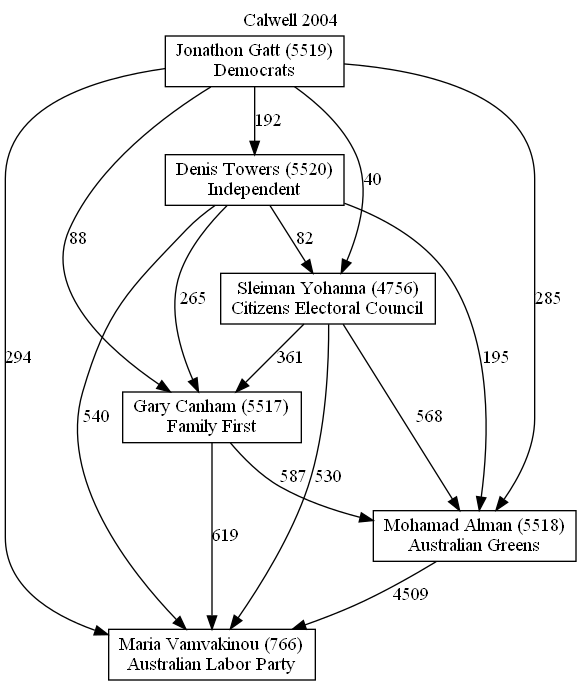 Calwell 2004
Jonathon Gatt (5519)
Democrats
192
Denis Towers (5520)
Independent
40
88
82
Sleiman Yohanna (4756)
Citizens Electoral Council
265
285
294
361
195
540
Gary Canham (5517)
Family First
568
587
530
619
Mohamad Alman (5518)
Australian Greens
4509
Maria Vamvakinou (766)
Australian Labor Party